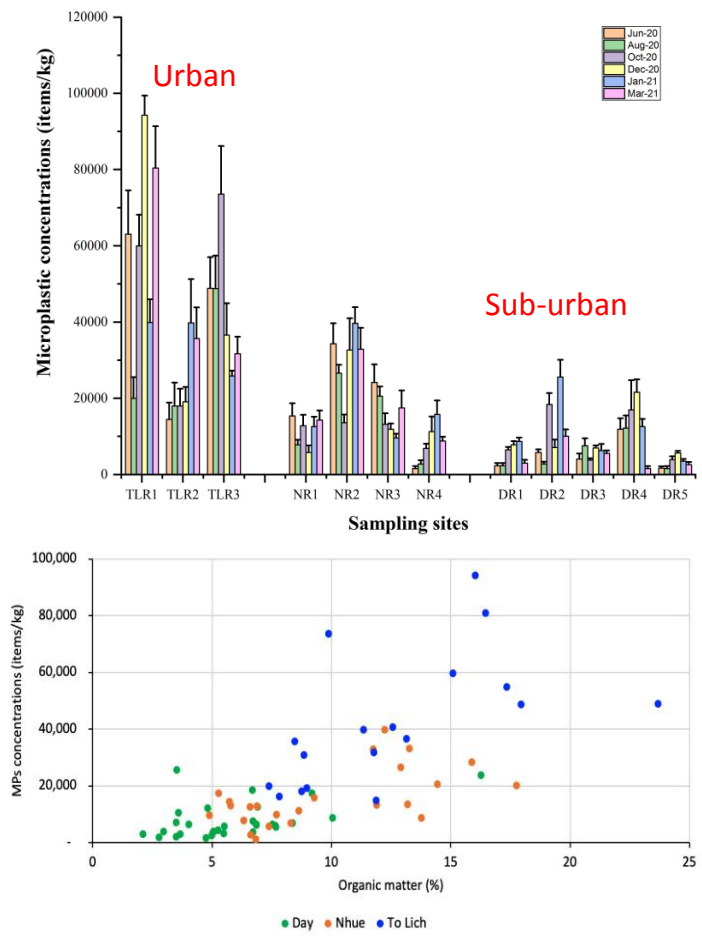 120000
100000
80000
60000
40000
20000
0
Microplastic concentrations (items/kg)
Urban
Sub-urban
Jun-20
Aug-20
Oct-20
Dec-20
Jan-21
Mar-21
TLR1 TLR2 TLR3 NR1 NR2 NR3 NR4 DR1 DR2 DR3 DR4 DR5
Sampling sites
100,000
80,000
60,000
40,000
20,000
-
MPs concentrations (items/kg)
0 5 10 15 20 25
Organic matter (%)
Day Nhue To Lich